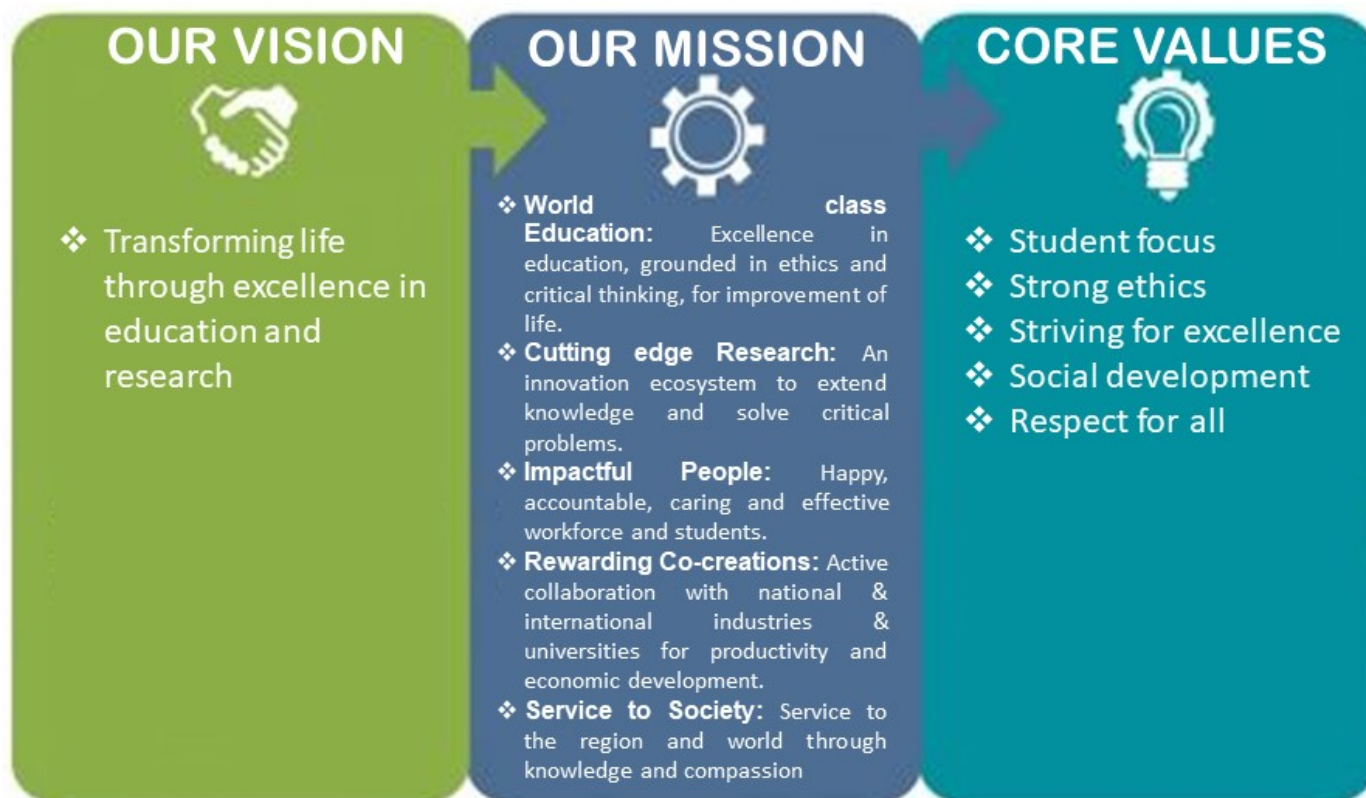 OUR VISION
❖ Transforming life
through excellence in
education and
research
OUR MISSION
❖ World class
Education: Excellence in
education, grounded in ethics and
critical thinking, for improvement of
life.
❖ Cutting edge Research: An
innovation ecosystem to extend
knowledge and solve critical
problems.
❖ Impactful People: Happy,
accountable, caring and effective
workforce and students.
❖ Rewarding Co-creations: Active
collaboration with national &
international industries &
universities for productivity and
economic development.
❖ Service to Society: Service to
the region and world through
knowledge and compassion
CORE VALUES
❖ Student focus
❖ Strong ethics
❖ Striving for excellence
❖ Social development
❖ Respect for all